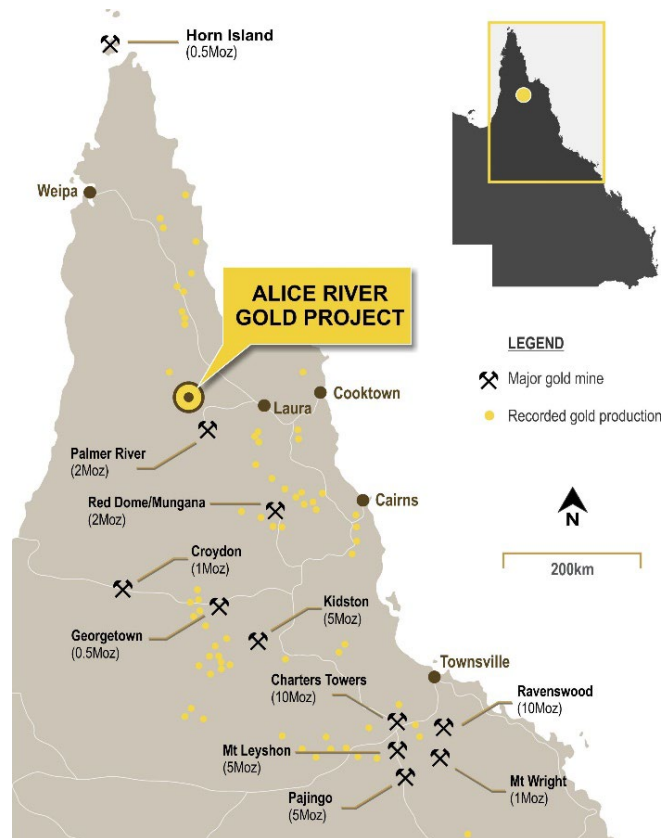 Horn Island
(0.5Moz)
Weipa
ALICE RIVER
GOLD PROJECT
LEGEND
Major gold mine
Recorded gold production
Cooktown
Laura
Palmer River
(2Moz)
Red Dome/Mungana
(2Moz)
Cairns
N
200km
Croydon
(1Moz)
Kidston
(5Moz)
Georgetown
(0.5Moz)
Townsville
Charters Towers
(10Moz)
Ravenswood
(10Moz)
Mt Leyshon
(5Moz)
Mt Wright
(1Moz)
Pajingo
(5Moz)